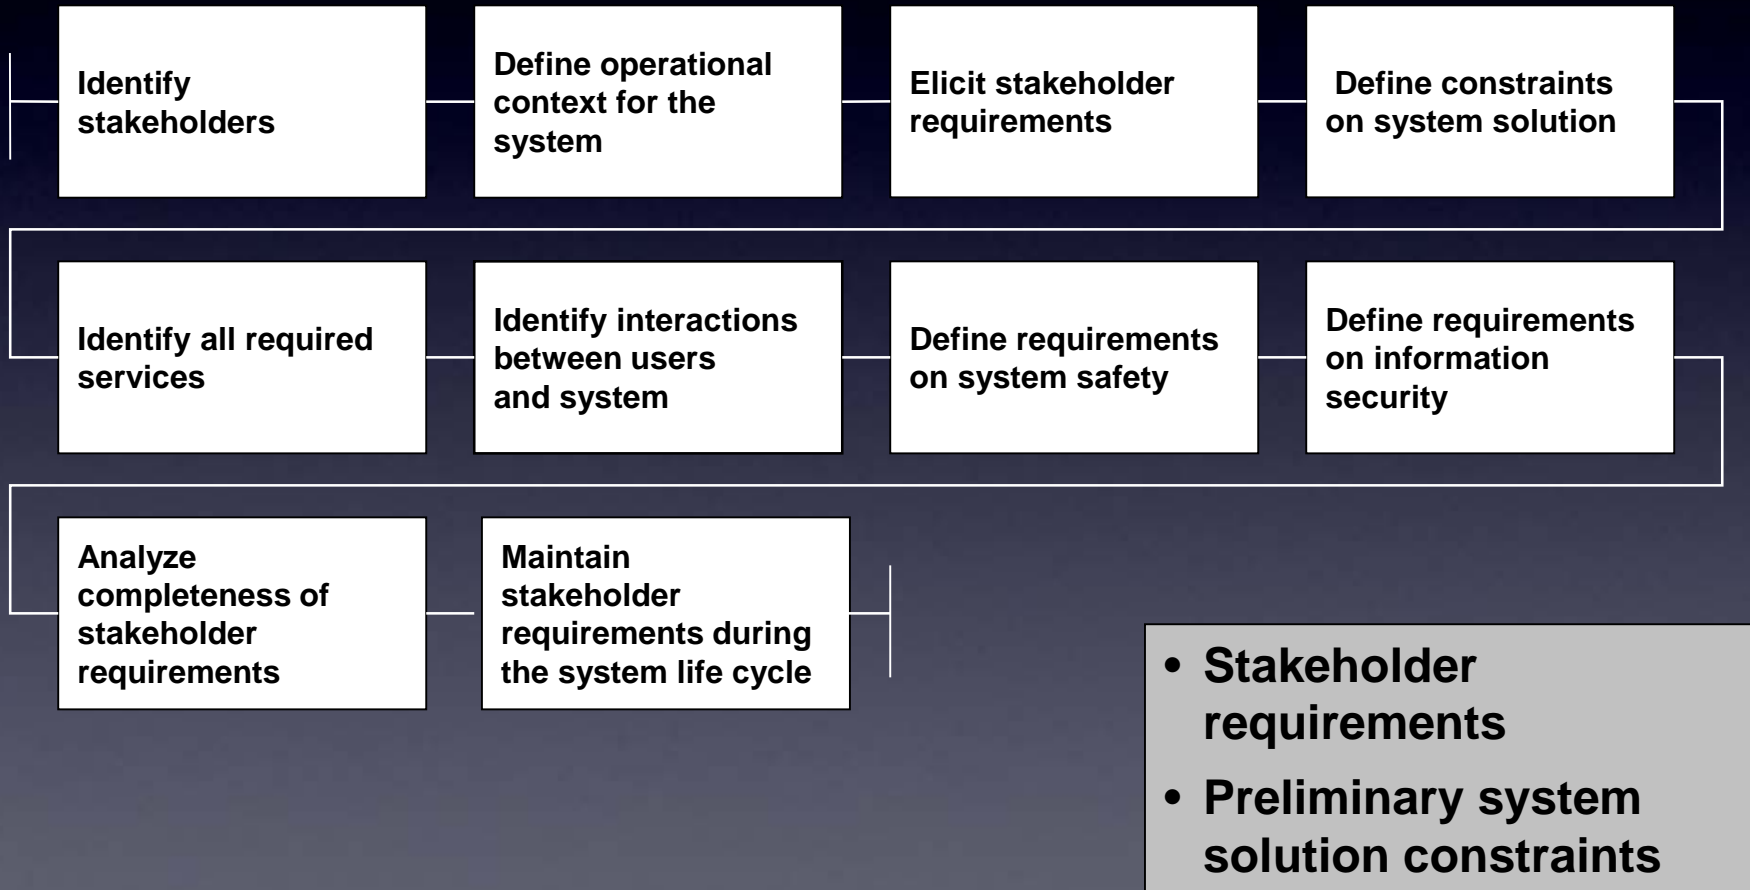 Identify
stakeholders
Define operational
context for the
system
Elicit stakeholder
requirements
Define constraints
on system solution
Identify all required
services
Identify interactions
between users
and system
Define requirements
on system safety
Define requirements
on information
security
Analyze
completeness of
stakeholder
requirements
Maintain
stakeholder
requirements during
the system life cycle
• Stakeholder
requirements
• Preliminary system
solution constraints